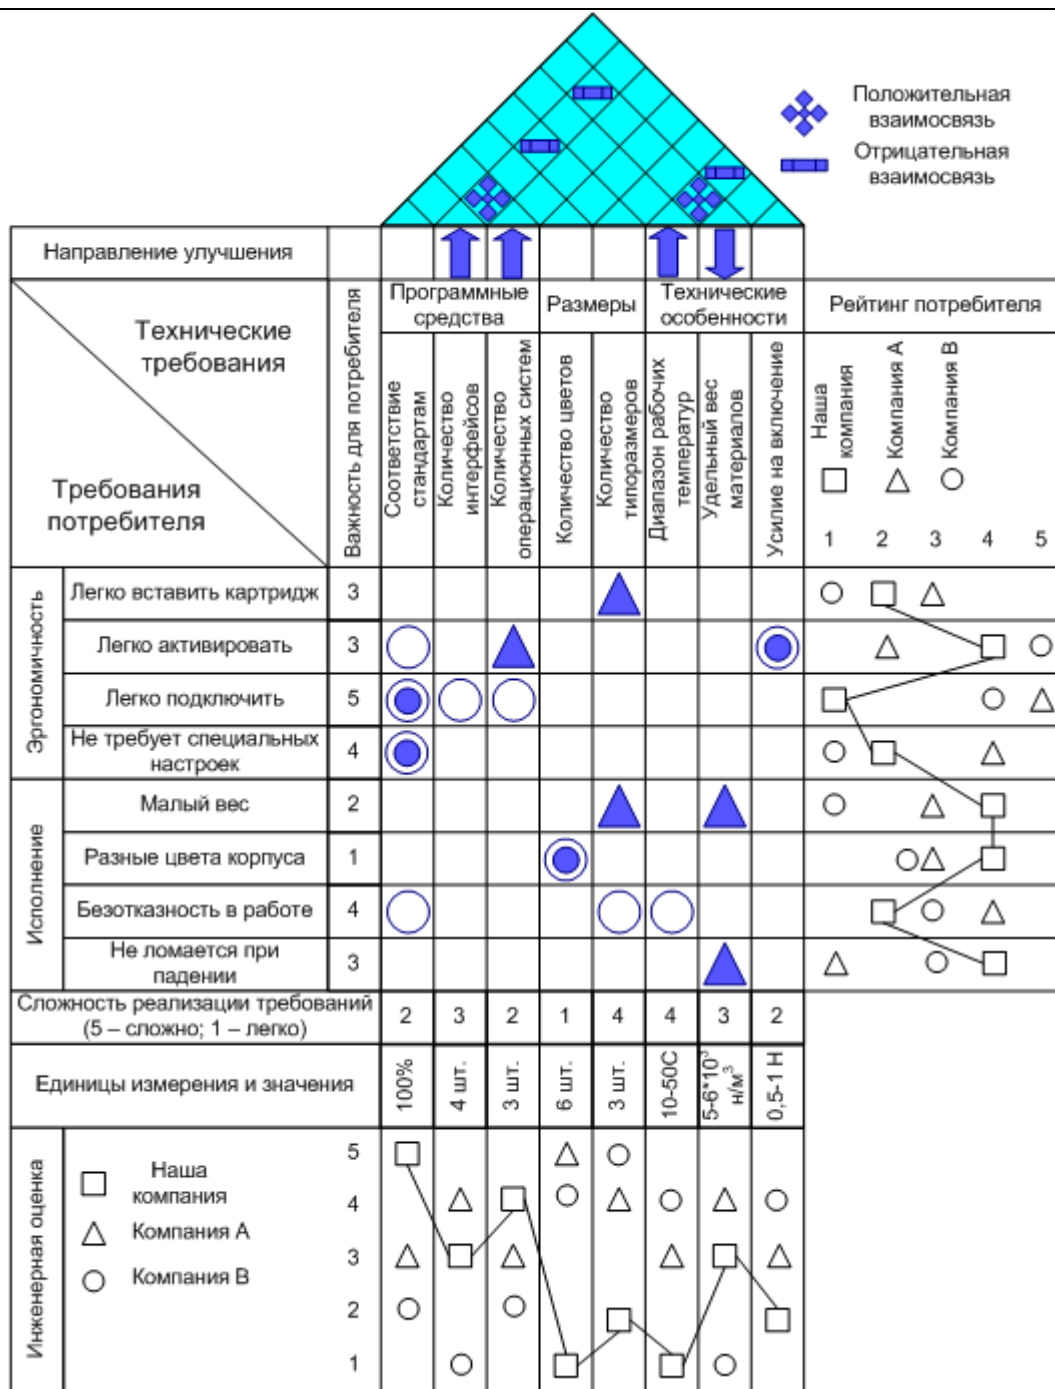 Положительная
взаимосвязь
Отрицательная
взаимосвязь
Направление улучшения
Технические
требования
Требования
потребителя
Важность для потребителя
Программные
средства
Размеры
Технические
особенности
Рейтинг потребителя
Соответствие
стандартам
Количество
интерфейсов
Количество
операционных систем
Количество цветов
Количество
типоразмеров
Диапазон рабочих
температур
Удельный вес
материалов
Усилие на включение
Наша
компания
Компания А
Компания В
1 2 3 4 5
Эргономичность
Легко вставить картридж 3
Легко активировать 3
Легко подключить 5
Не требует специальных
настроек 4
Исполнение
Малый вес 2
Разные цвета корпуса 1
Безотказность в работе 4
Не ломается при
падении 3
Сложность реализации требований
(5 – сложно; 1 – легко) 2 3 2 1 4 4 3 2
Единицы измерения и значения
100%
4 шт.
3 шт.
6 шт.
3 шт.
10-50С
5-6*10³
н/м³
0,5-1 Н
Инженерная оценка
Наша
компания
Компания А
Компания В
5
4
3
2
1